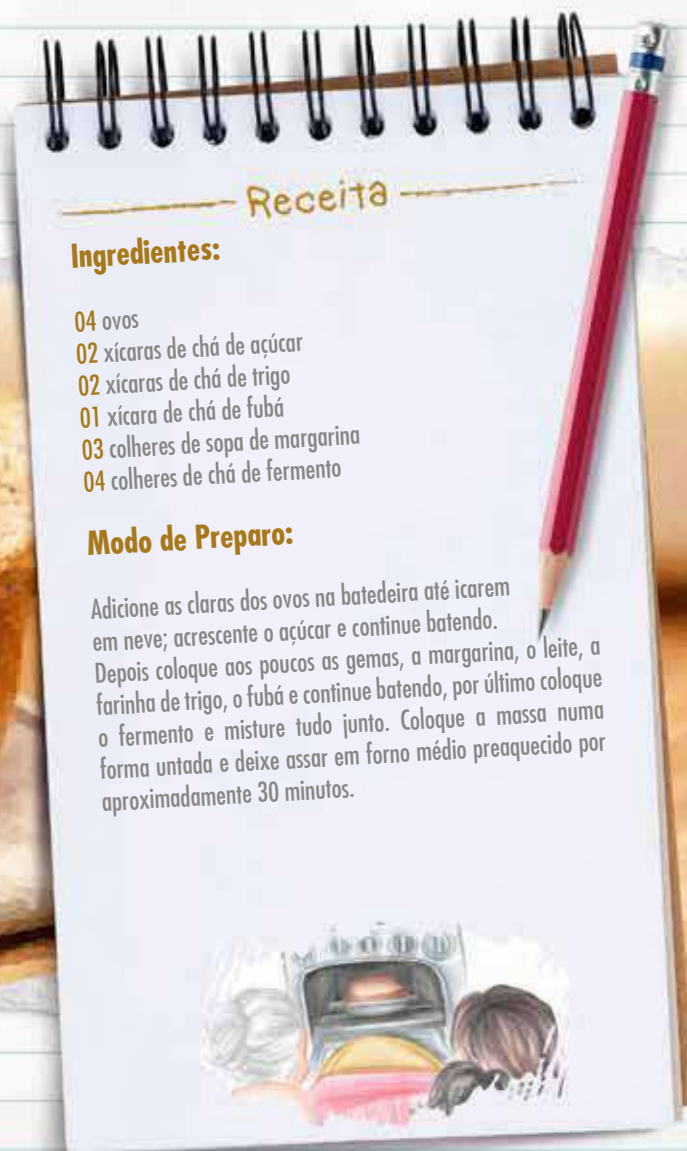 Receita
Ingredientes:
04 ovos
02 xícaras de chá de açúcar
02 xícaras de chá de trigo
01 xícara de chá de fubá
03 colheres de sopa de margarina
04 colheres de chá de fermento
Modo de Preparo:
Adicione as claras dos ovos na batedeira até icarem
em neve; acrescente o açúcar e continue batendo.
Depois coloque aos poucos as gemas, a margarina, o leite, a
farinha de trigo, o fubá e continue batendo, por último coloque
o fermento e misture tudo junto. Coloque a massa numa
forma untada e deixe assar em forno médio preaquecido por
aproximadamente 30 minutos.